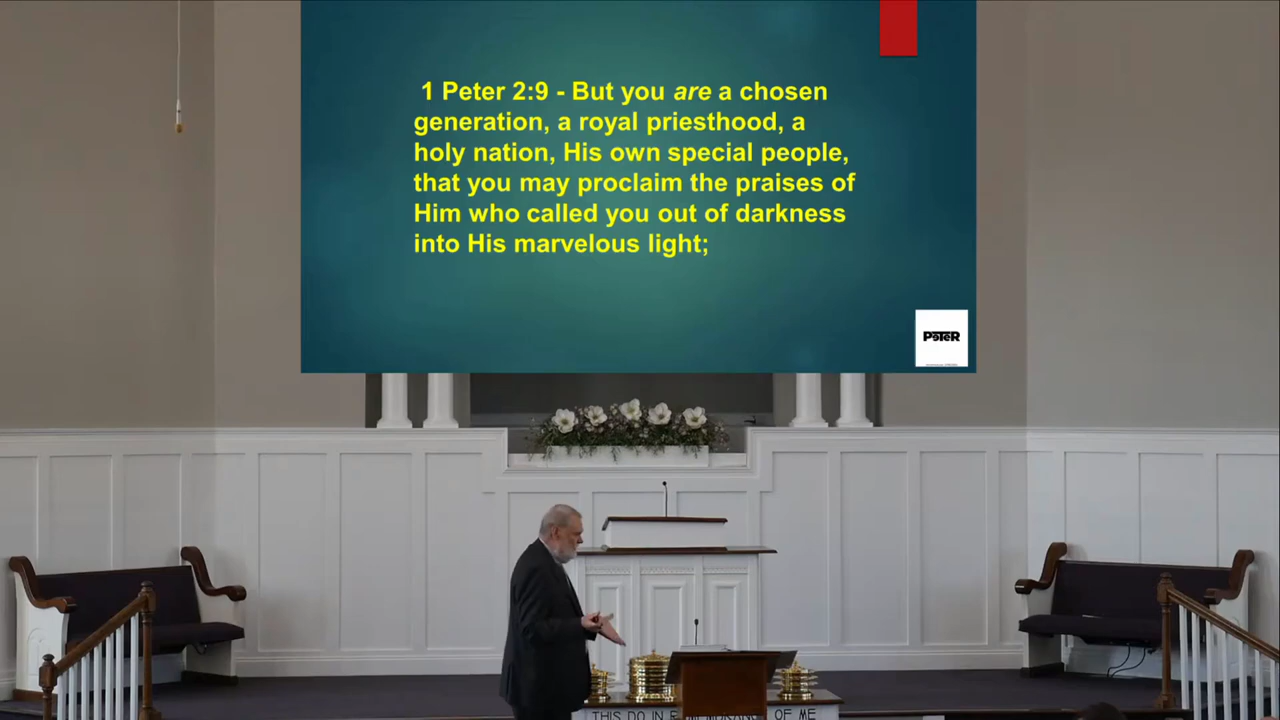 1 Peter 2:9 - But you are a chosen
generation, a royal priesthood, a
holy nation, His own special people,
that you may proclaim the praises of
Him who called you out of darkness
into His marvelous light;
PeTeR
THIS DO IN OF ME